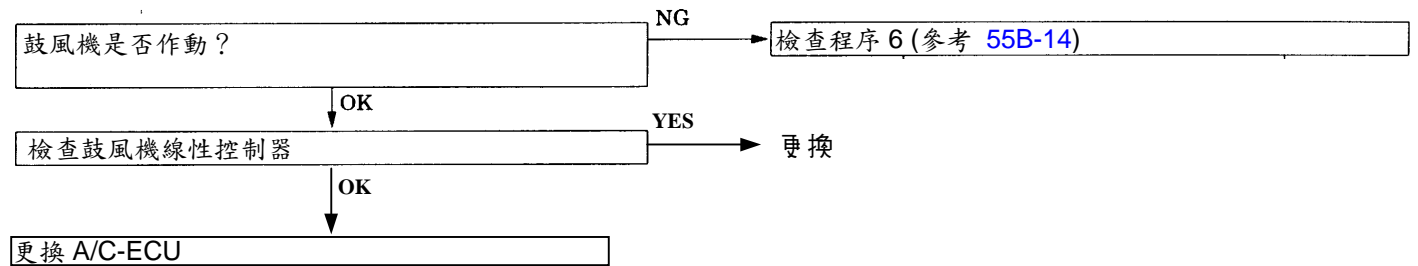 NG
鼓風機是否作動？
檢查程序 6 (參考 55B-14)
OK
YES
檢查鼓風機線性控制器
更換
OK
更換 A/C-ECU